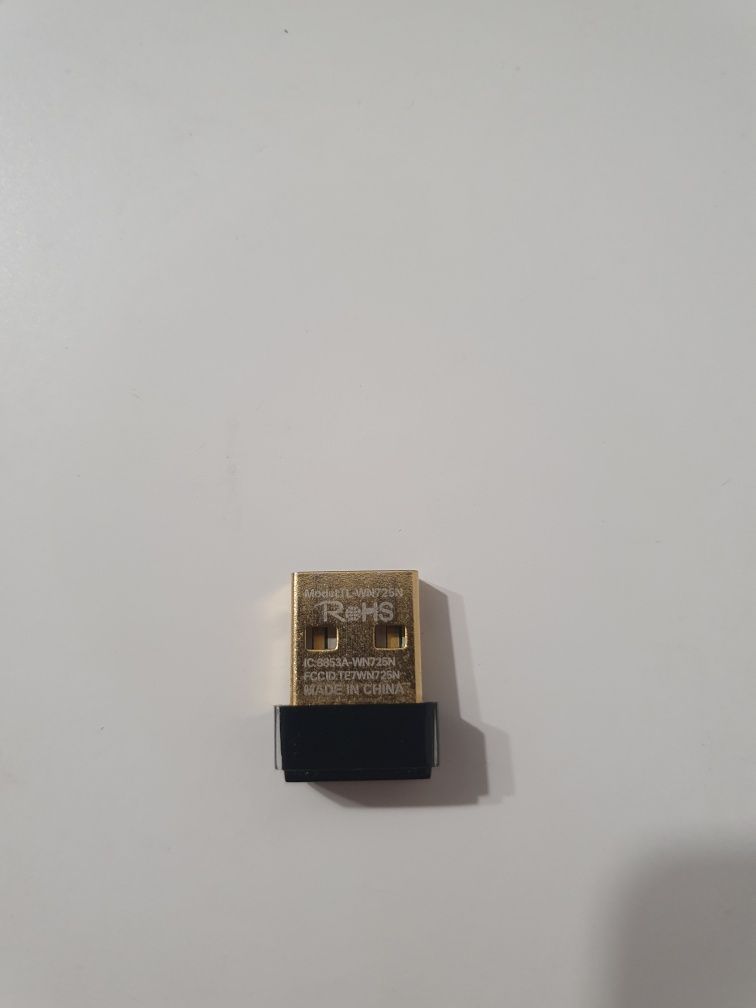 Model:TL-WN725N
RoHS
IC:8853A-WN725N
FCCID:TE7WN725N
MADE IN CHINA